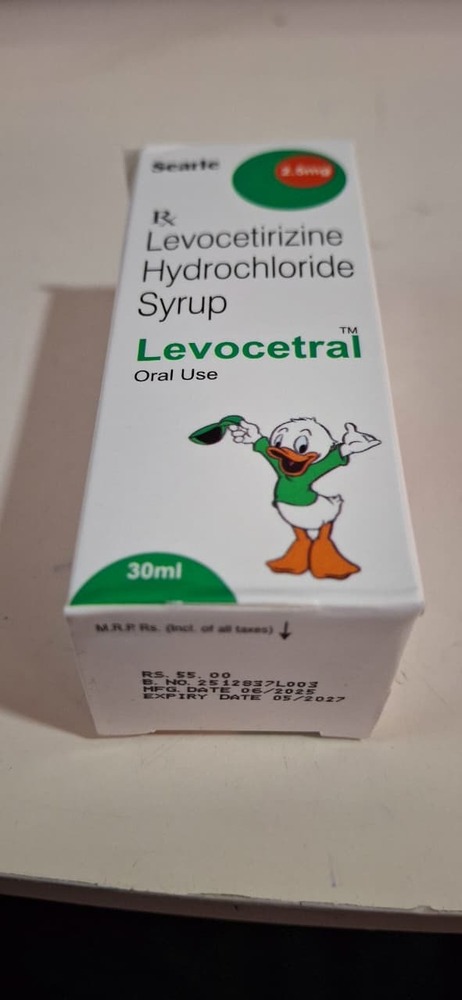 Searle
2.5mg
Rx
Levocetirizine
Hydrochloride
Syrup
Levocetral™
Oral Use
30ml
M.R.P. Rs. (Incl. of all taxes)
RS. 55.00
B. NO. 2512837L003
MFG. DATE 06/2025
EXPIRY DATE 05/2027